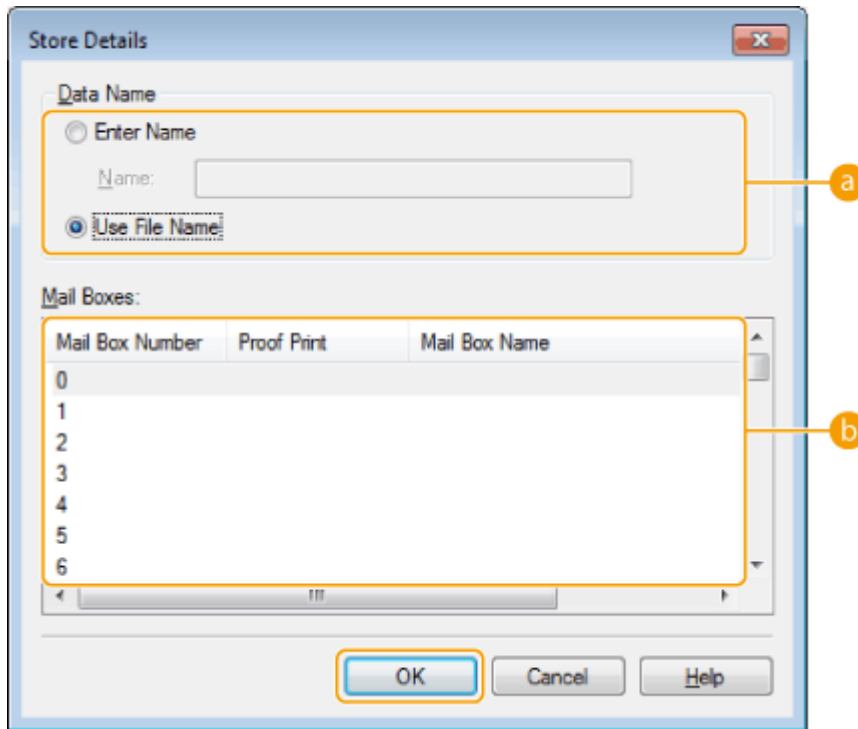 Store Details
Data Name
Enter Name
Name:
a
Use File Name
Mail Boxes:
Mail Box Number Proof Print Mail Box Name
0
1
2
b
3
4
5
6
OK Cancel Help